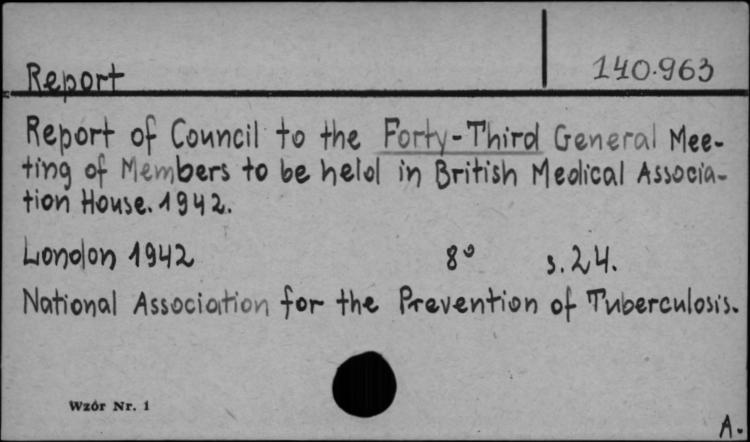 Report
140.963
Report of Council to the Forty-Third General Mee-
ting of Members to be held in British Medical Associa-
tion House. 1942.
London 1942 8° s.24.
National Association for the Prevention of Tuberculosis.
Wzór Nr. 1
A.